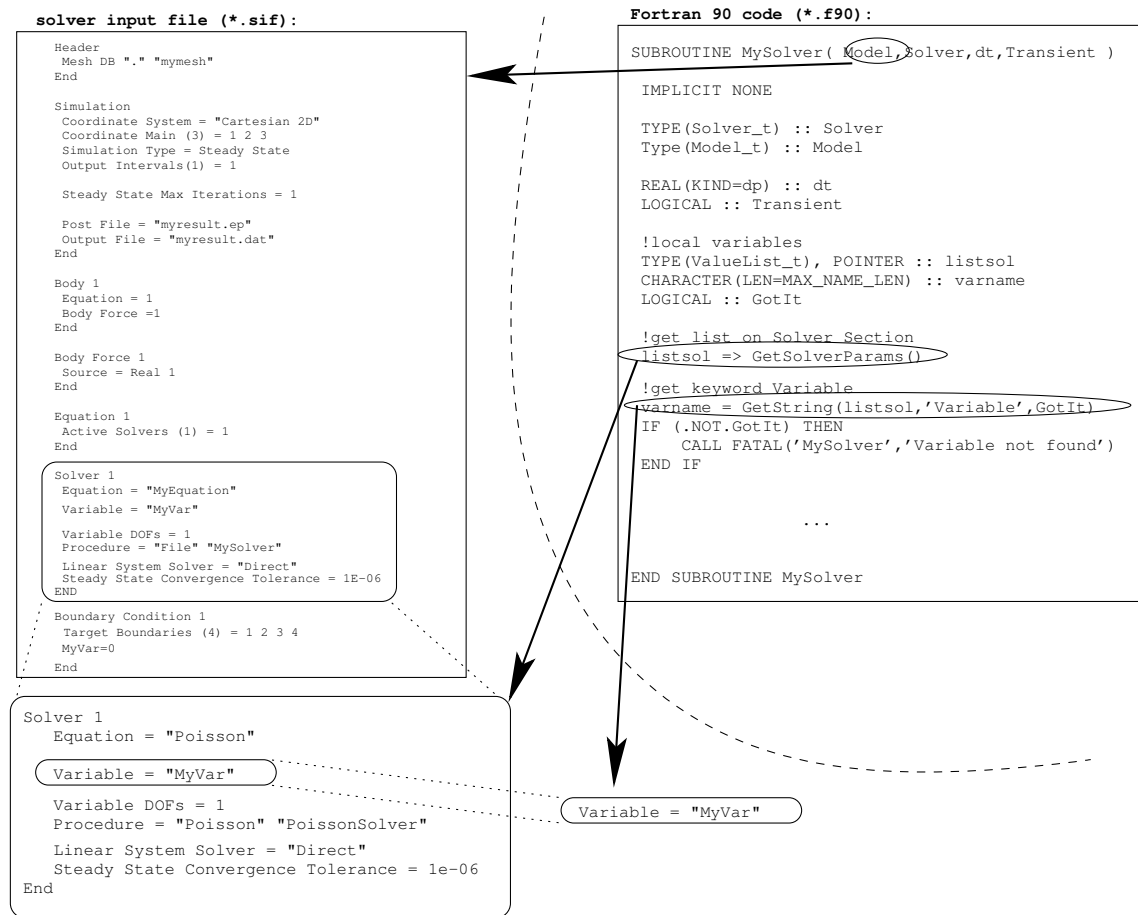 solver input file (*.sif):
Header
Mesh DB "." "mymesh"
End
Simulation
Coordinate System = "Cartesian 2D"
Coordinate Main (3) = 1 2 3
Simulation Type = Steady State
Output Intervals(1) = 1
Steady State Max Iterations = 1
Post File = "myresult.ep"
Output File = "myresult.dat"
End
Body 1
Equation = 1
Body Force =1
End
Body Force 1
Source = Real 1
End
Equation 1
Active Solvers (1) = 1
End
Solver 1
Equation = "MyEquation"
Variable = "MyVar"
Variable DOFs = 1
Procedure = "File" "MySolver"
Linear System Solver = "Direct"
Steady State Convergence Tolerance = 1E-06
END
Boundary Condition 1
Target Boundaries (4) = 1 2 3 4
MyVar=0
End
Fortran 90 code (*.f90):
SUBROUTINE MySolver( Model,Solver,dt,Transient )
IMPLICIT NONE
TYPE(Solver_t) :: Solver
Type(Model_t) :: Model
REAL(KIND=dp) :: dt
LOGICAL :: Transient
!local variables
TYPE(ValueList_t), POINTER :: listsol
CHARACTER(LEN=MAX_NAME_LEN) :: varname
LOGICAL :: GotIt
!get list on Solver Section
listsol => GetSolverParams()
!get keyword Variable
varname = GetString(listsol,'Variable',GotIt)
IF (.NOT.GotIt) THEN
CALL FATAL('MySolver','Variable not found')
END IF
...
END SUBROUTINE MySolver
Solver 1
Equation = "Poisson"
Variable = "MyVar"
Variable DOFs = 1
Procedure = "Poisson" "PoissonSolver"
Linear System Solver = "Direct"
Steady State Convergence Tolerance = 1e-06
End
Variable = "MyVar"